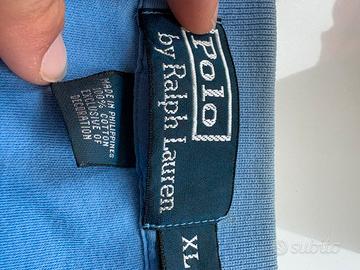 Polo
by Ralph Lauren
XL
MADE IN PHILIPPINES
100% COTTON
EXCLUSIVE OF
DECORATION
subito